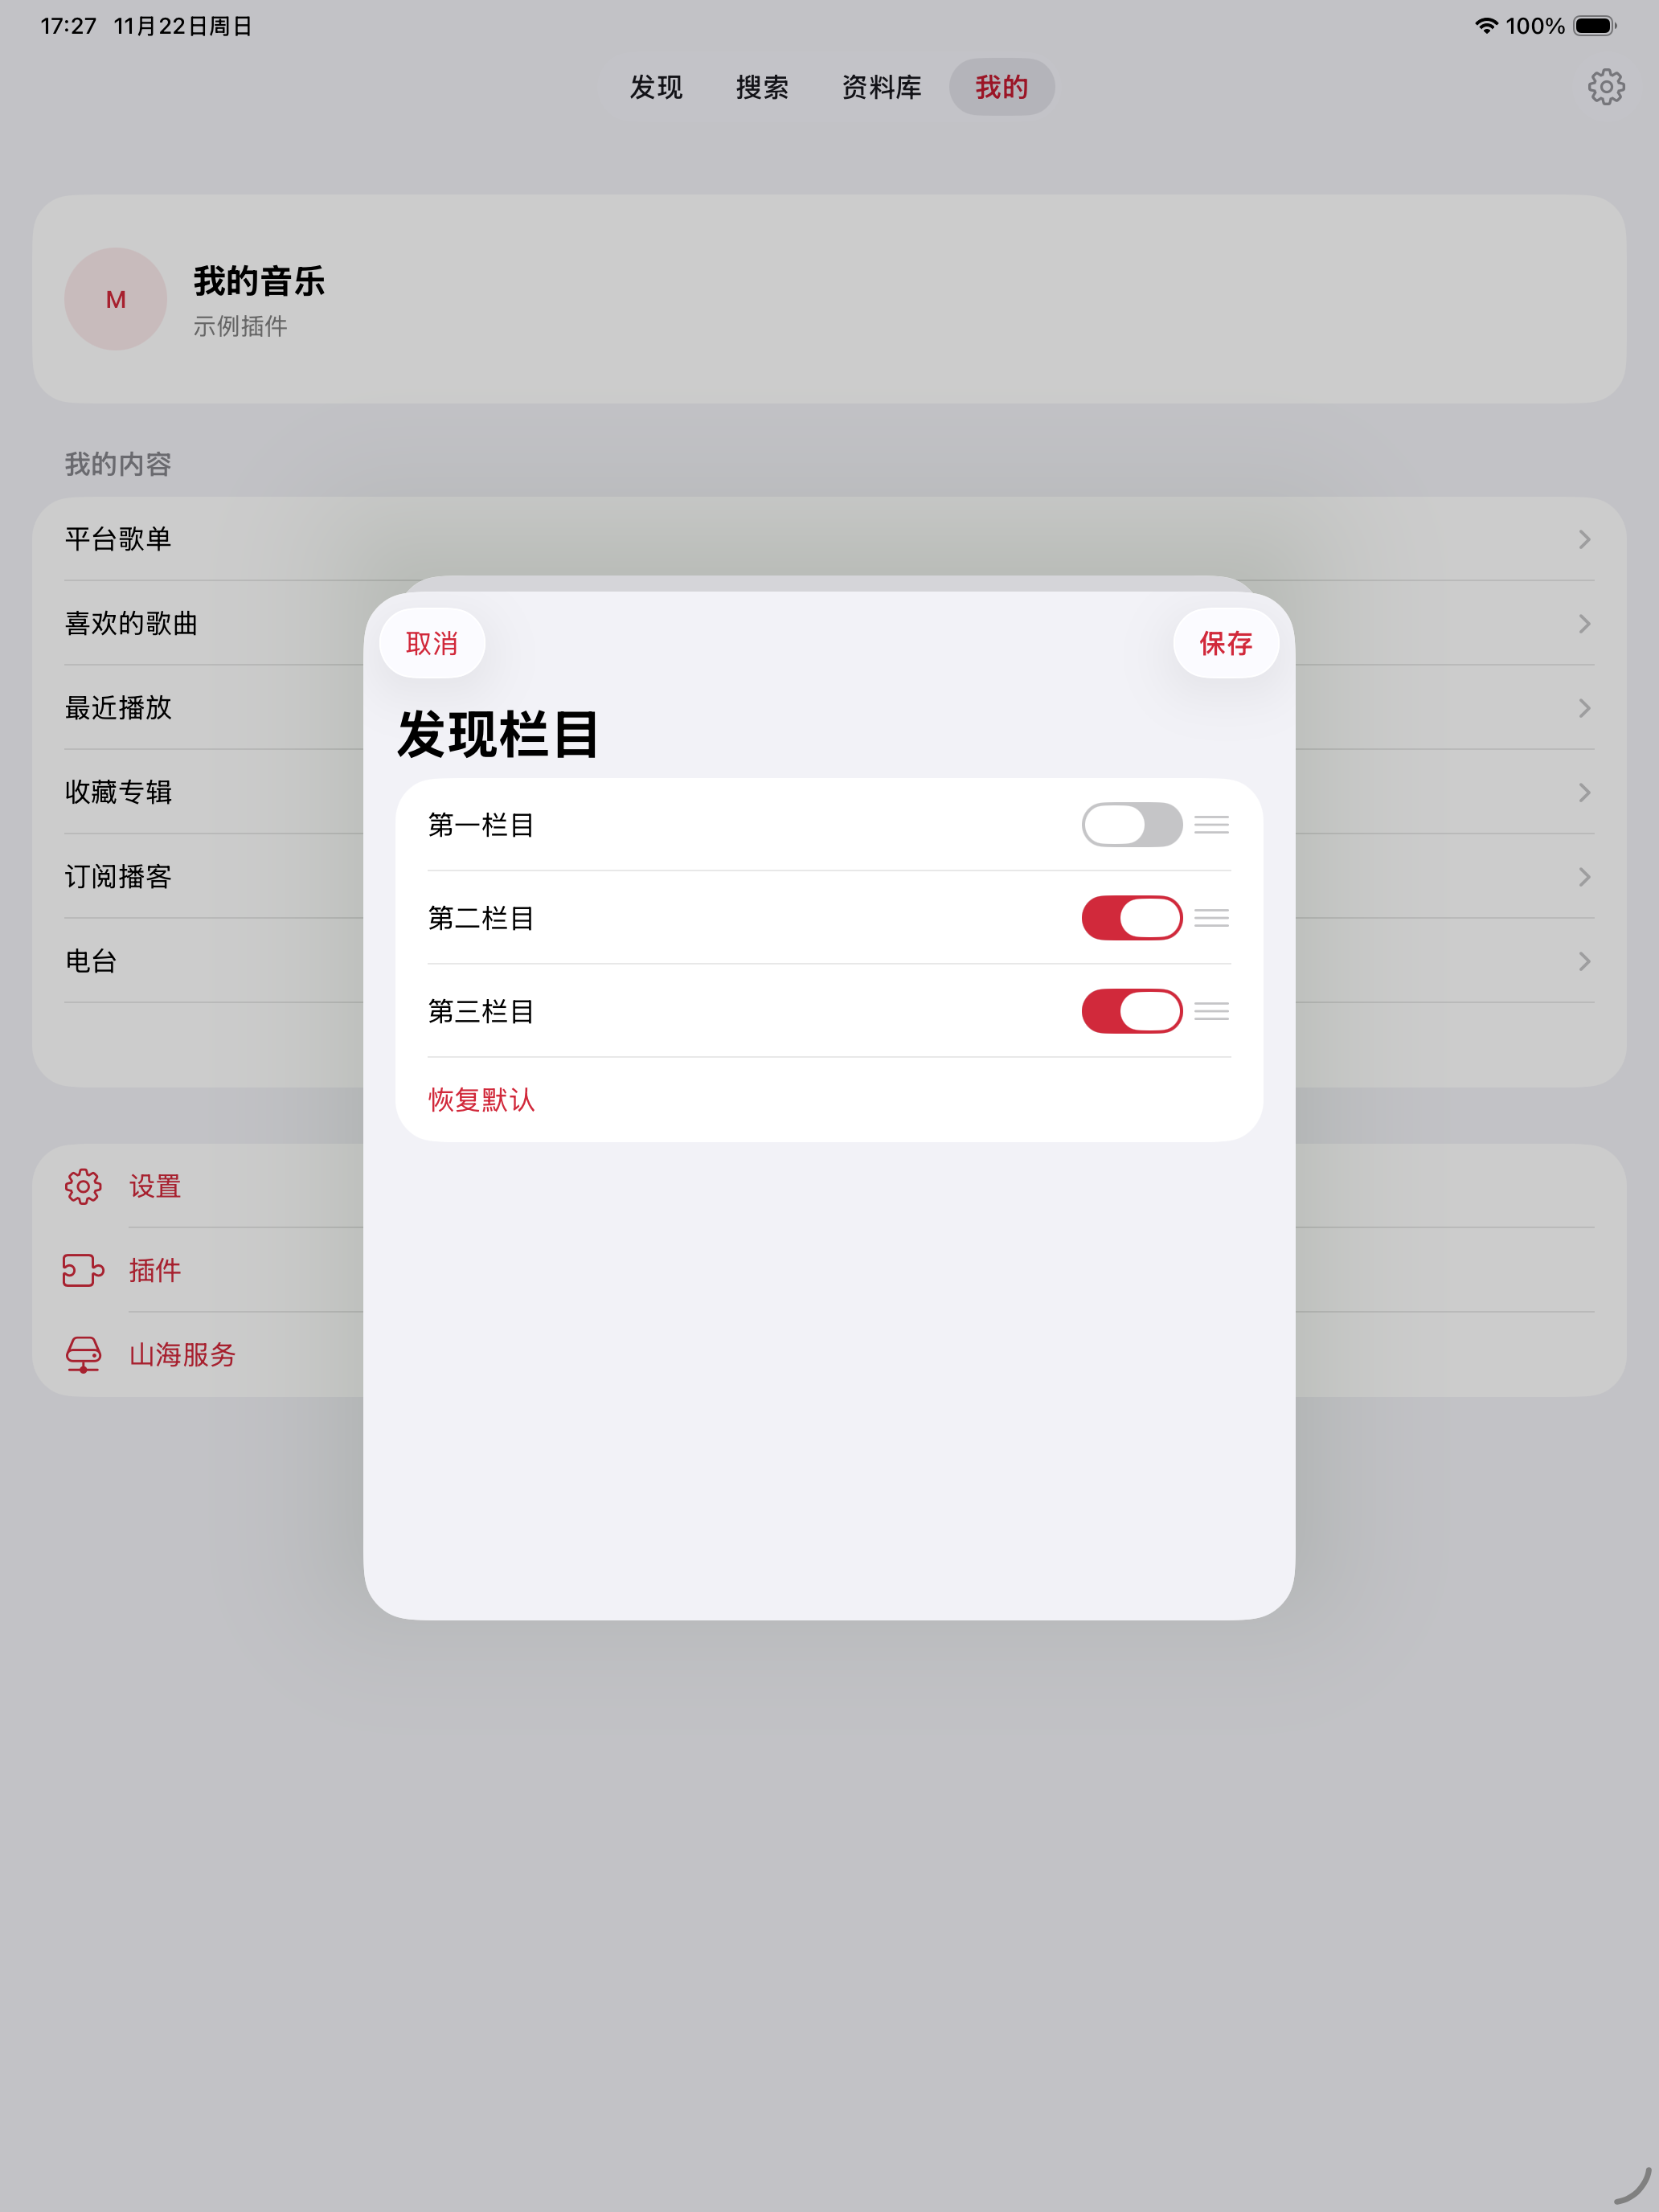 17:27 11月22日周日
100%
发现 搜索 资料库 我的
M
我的音乐
示例插件
我的内容
平台歌单
喜欢的歌曲
最近播放
收藏专辑
订阅播客
电台
取消 保存
发现栏目
第一栏目
第二栏目
第三栏目
恢复默认
设置
插件
山海服务